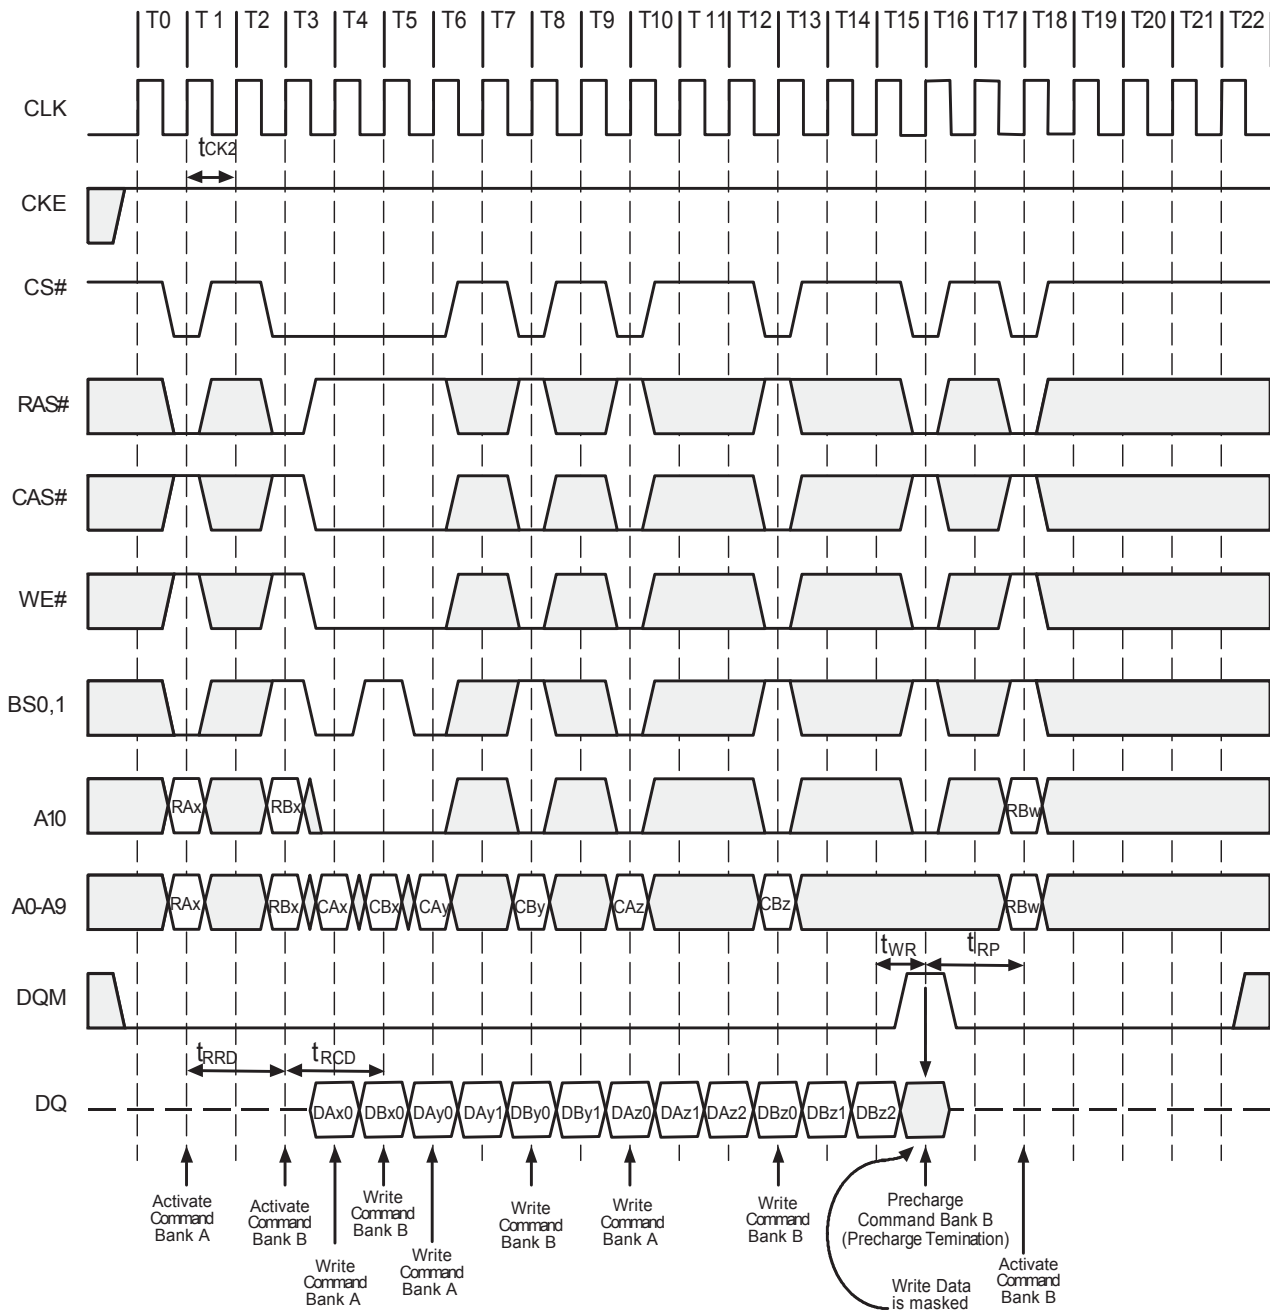 T0 T 1 T2 T3 T4 T5 T6 T7 T8 T9 T10 T 11 T12 T13 T14 T15 T16 T17 T18 T19 T20 T21 T22
CLK
tCK2
CKE
CS#
RAS#
CAS#
WE#
BS0,1
A10
RAx RBx RBw
A0-A9
RAx RBx CAx CBx CAy CBy CAz CBz RBw
tWR tRP
DQM
tRRD tRCD
DQ
DAx0 DBx0 DAy0 DAy1 DBy0 DBy1 DAz0 DAz1 DAz2 DBz0 DBz1 DBz2
Activate
Command
Bank A
Activate
Command
Bank B
Write
Command
Bank A
Write
Command
Bank B
Write
Command
Bank A
Write
Command
Bank B
Write
Command
Bank A
Write
Command
Bank B
Precharge
Command Bank B
(Precharge Temination)
Write Data
is masked
Activate
Command
Bank B